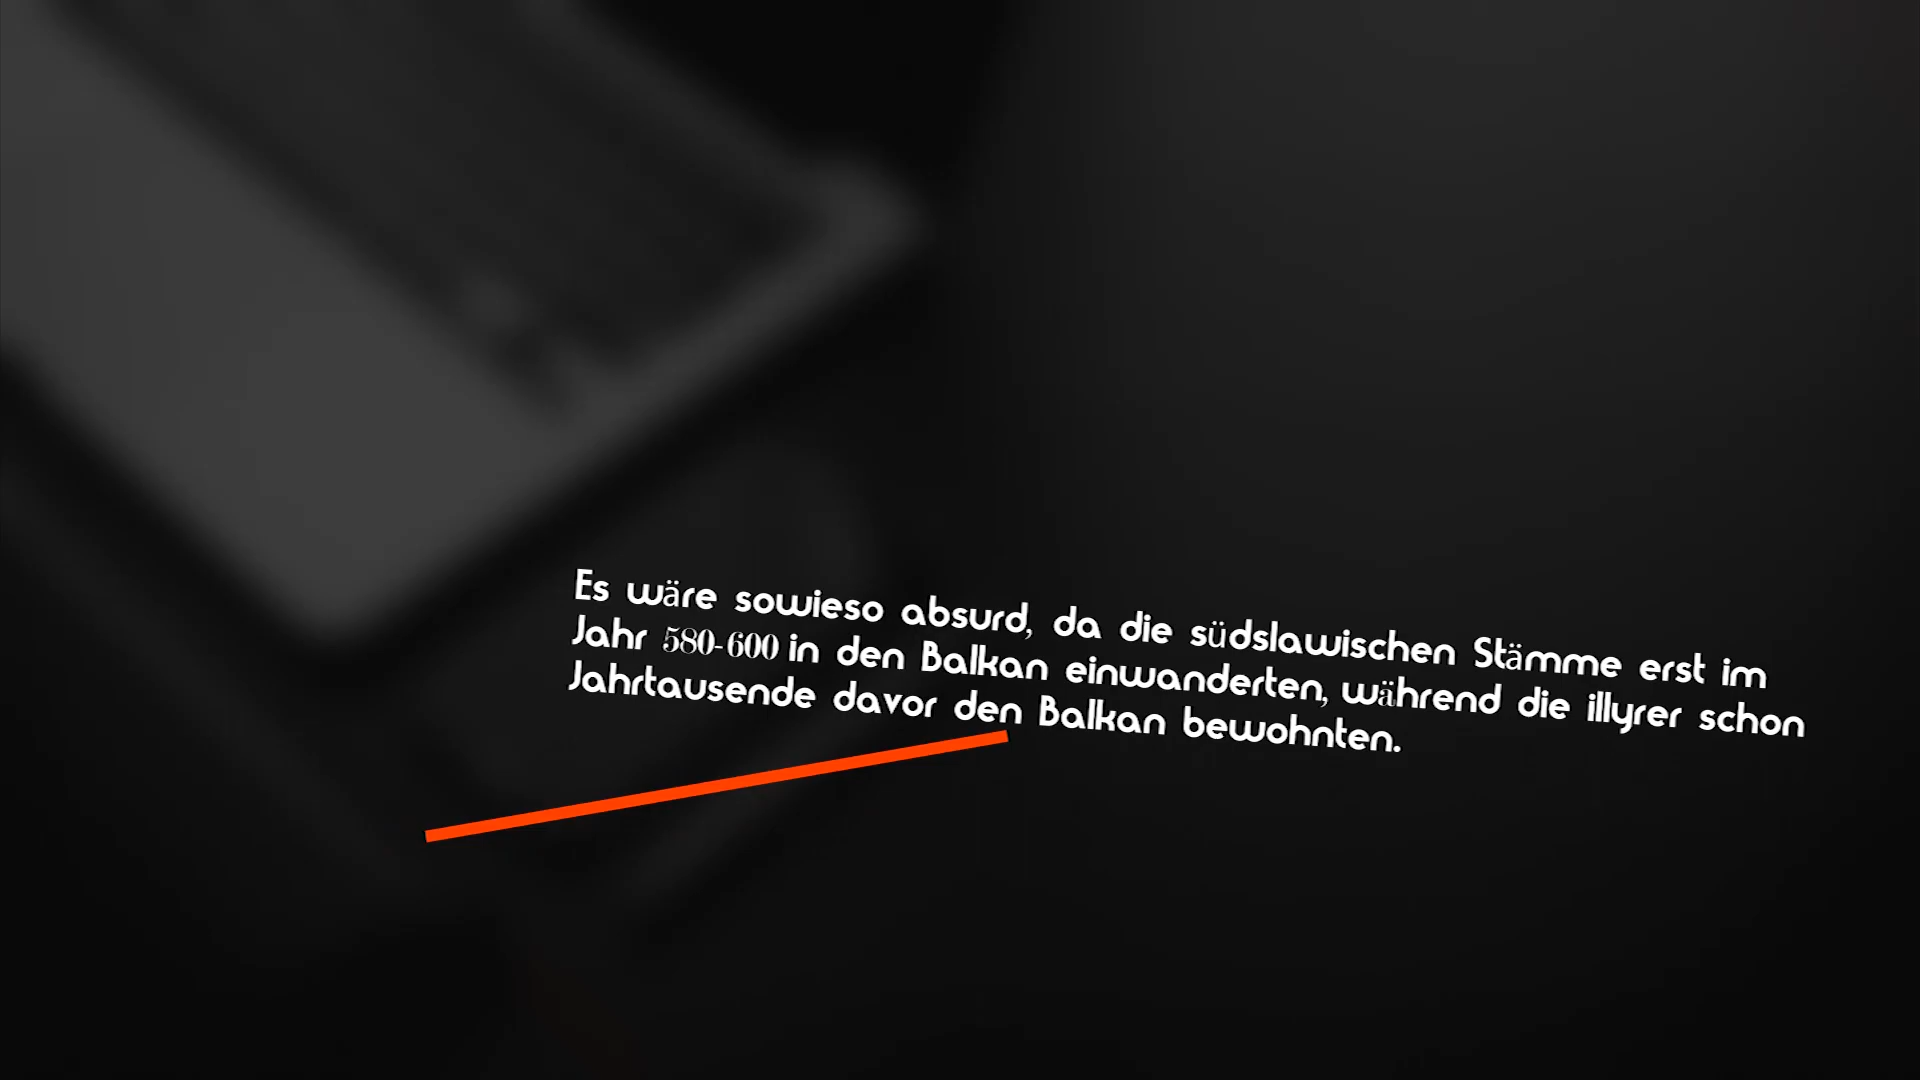 Es wäre sowieso absurd, da die südslawischen Stämme erst im
Jahr 580-600 in den Balkan einwanderten, während die illyrer schon
Jahrtausende davor den Balkan bewohnten.